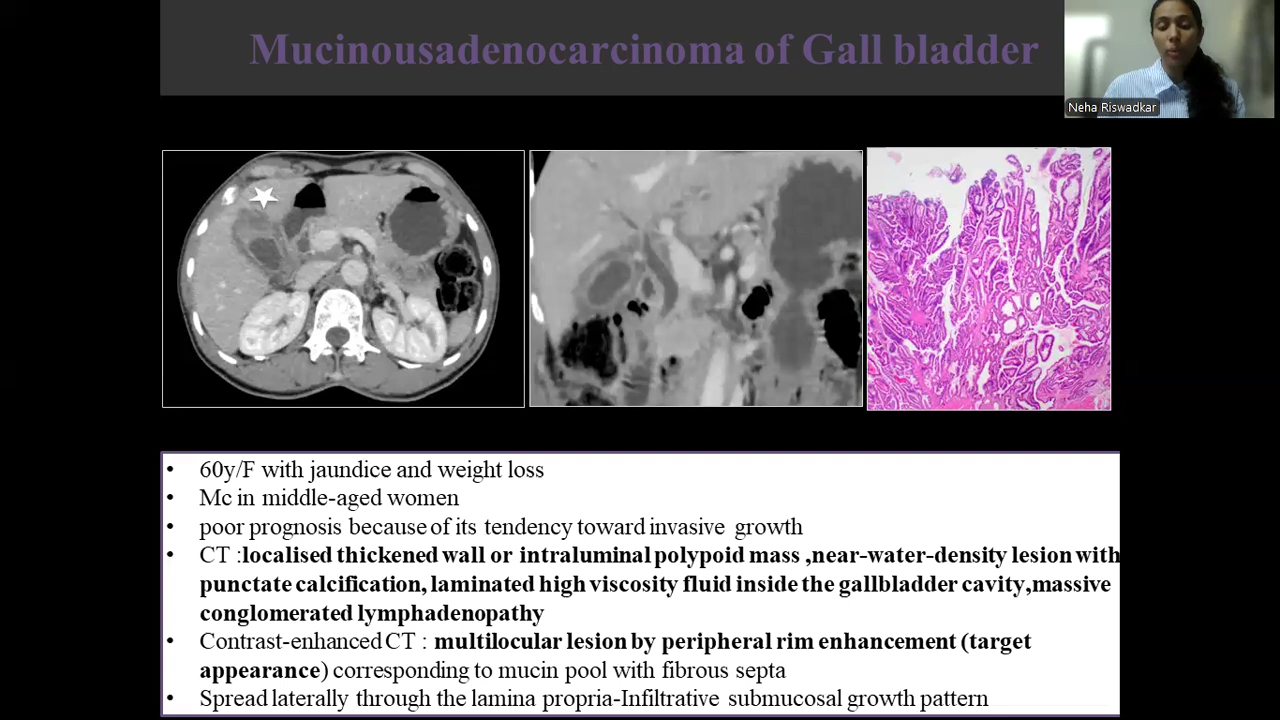 Mucinousadenocarcinoma of Gall bladder
Neha Riswadkar
• 60y/F with jaundice and weight loss
• Mc in middle-aged women
• poor prognosis because of its tendency toward invasive growth
• CT :localised thickened wall or intraluminal polypoid mass ,near-water-density lesion with
punctate calcification, laminated high viscosity fluid inside the gallbladder cavity,massive
conglomerated lymphadenopathy
• Contrast-enhanced CT : multilocular lesion by peripheral rim enhancement (target
appearance) corresponding to mucin pool with fibrous septa
• Spread laterally through the lamina propria-Infiltrative submucosal growth pattern